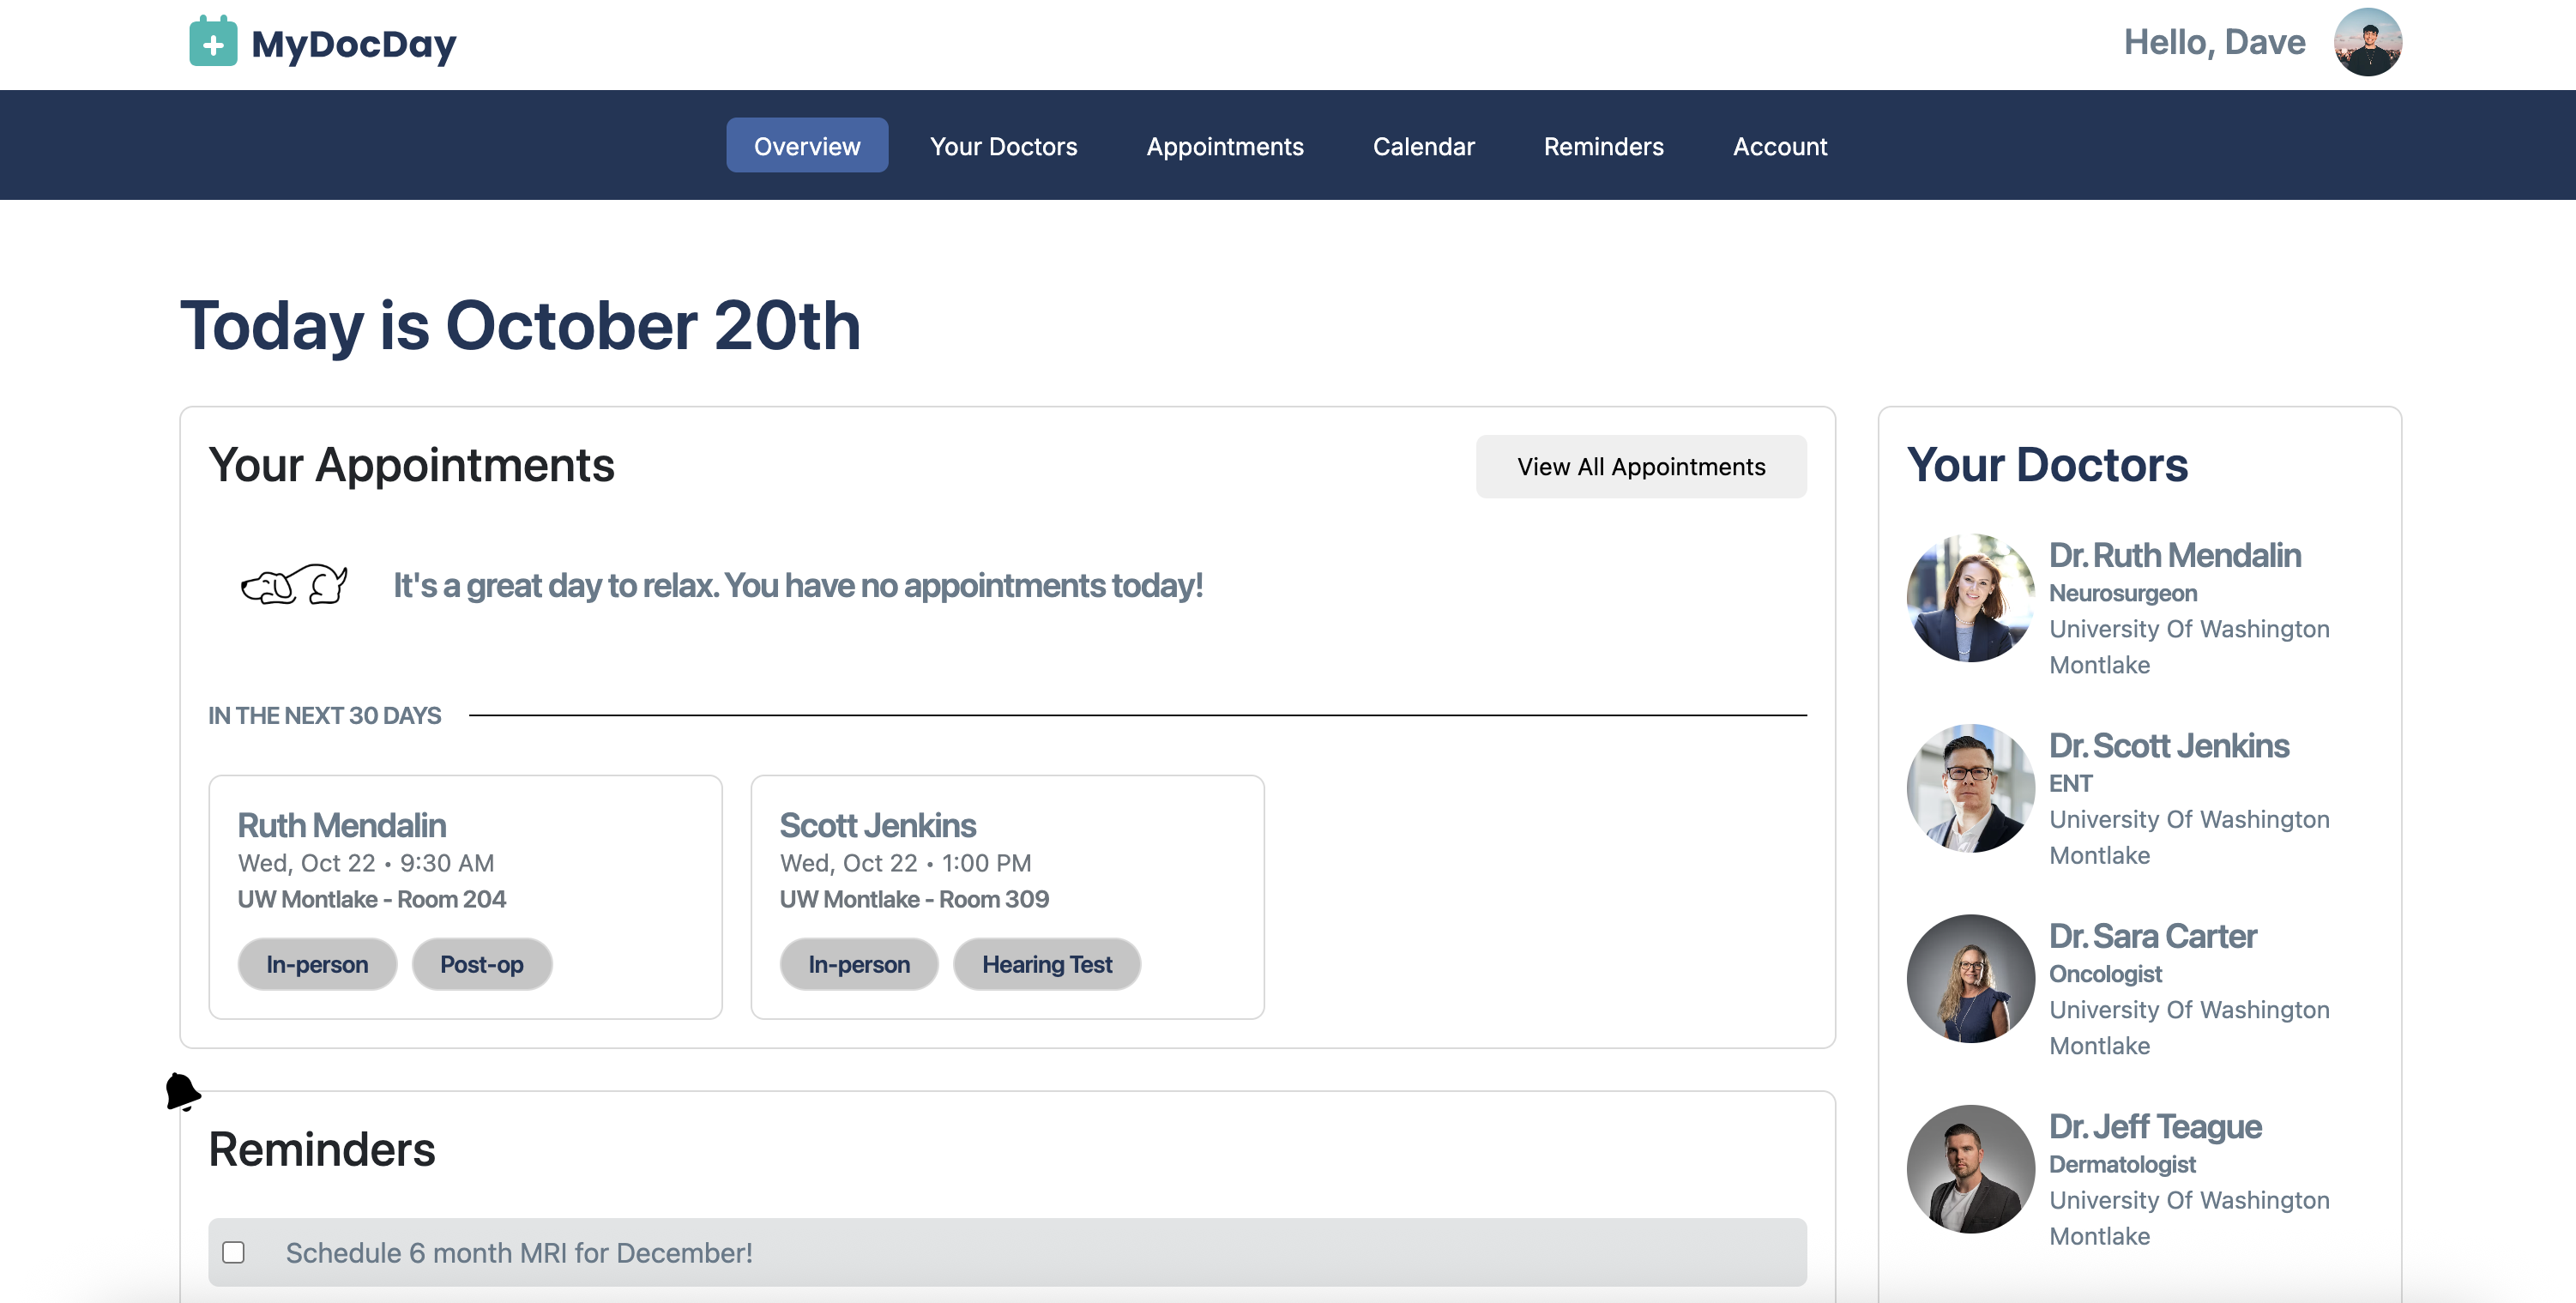 MyDocDay
Hello, Dave
Overview
Your Doctors
Appointments
Calendar
Reminders
Account
Today is October 20th
Your Appointments
View All Appointments
It's a great day to relax. You have no appointments today!
IN THE NEXT 30 DAYS
Ruth Mendalin
Wed, Oct 22 • 9:30 AM
UW Montlake - Room 204
In-person
Post-op
Scott Jenkins
Wed, Oct 22 • 1:00 PM
UW Montlake - Room 309
In-person
Hearing Test
Reminders
Schedule 6 month MRI for December!
Your Doctors
Dr. Ruth Mendalin
Neurosurgeon
University Of Washington
Montlake
Dr. Scott Jenkins
ENT
University Of Washington
Montlake
Dr. Sara Carter
Oncologist
University Of Washington
Montlake
Dr. Jeff Teague
Dermatologist
University Of Washington
Montlake